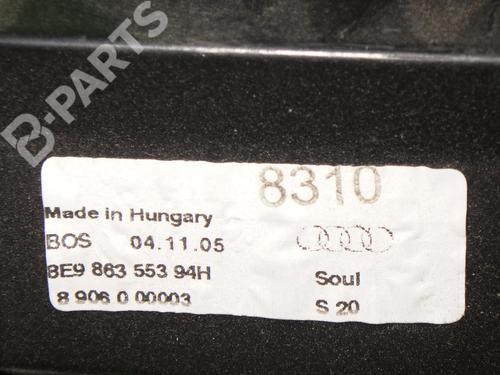 B-PARTS
8310
Made in Hungary
BOS 04.11.05
8E9 863 553 94H Soul
8 906 0 00003 S 20